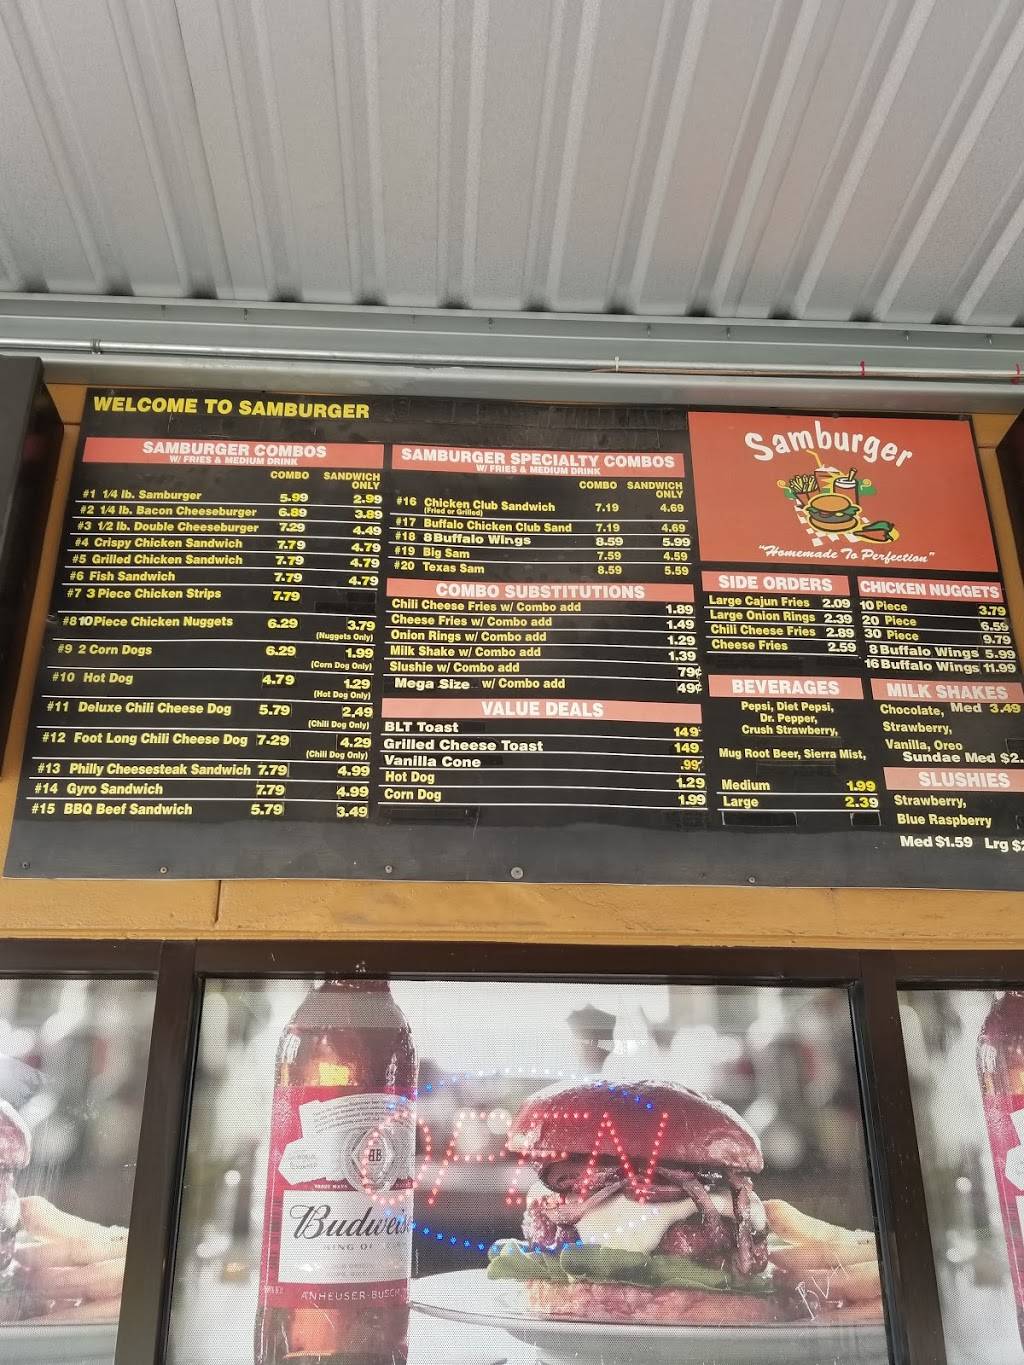 WELCOME TO SAMBURGER
SAMBURGER COMBOS
W/ FRIES & MEDIUM DRINK
COMBO SANDWICH ONLY
#1 1/4 lb. Samburger 5.99 2.99
#2 1/4 lb. Bacon Cheeseburger 6.89 3.89
#3 1/2 lb. Double Cheeseburger 7.29 4.49
#4 Crispy Chicken Sandwich 7.79 4.79
#5 Grilled Chicken Sandwich 7.79 4.79
#6 Fish Sandwich 7.79 4.79
#7 3 Piece Chicken Strips 7.79
#8 10 Piece Chicken Nuggets 6.29 3.79
(Nuggets Only)
#9 2 Corn Dogs 6.29 1.99
(Corn Dog Only)
#10 Hot Dog 4.79 1.29
(Hot Dog Only)
#11 Deluxe Chili Cheese Dog 5.79 2.49
(Chili Dog Only)
#12 Foot Long Chili Cheese Dog 7.29 4.29
(Chili Dog Only)
#13 Philly Cheesesteak Sandwich 7.79 4.99
#14 Gyro Sandwich 7.79 4.99
#15 BBQ Beef Sandwich 5.79 3.49
SAMBURGER SPECIALTY COMBOS
W/ FRIES & MEDIUM DRINK
COMBO SANDWICH ONLY
#16 Chicken Club Sandwich 7.19 4.69
(Fried or Grilled)
#17 Buffalo Chicken Club Sand 7.19 4.69
#18 8 Buffalo Wings 8.59 5.99
#19 Big Sam 7.59 4.59
#20 Texas Sam 8.59 5.59
COMBO SUBSTITUTIONS
Chili Cheese Fries w/ Combo add 1.89
Cheese Fries w/ Combo add 1.49
Onion Rings w/ Combo add 1.29
Milk Shake w/ Combo add 1.39
Slushie w/ Combo add 79¢
Mega Size w/ Combo add 49¢
VALUE DEALS
BLT Toast 149
Grilled Cheese Toast 149
Vanilla Cone .99
Hot Dog 1.29
Corn Dog 1.99
Samburger
"Homemade To Perfection"
SIDE ORDERS
Large Cajun Fries 2.09
Large Onion Rings 2.39
Chili Cheese Fries 2.89
Cheese Fries 2.59
BEVERAGES
Pepsi, Diet Pepsi,
Dr. Pepper,
Crush Strawberry,
Mug Root Beer, Sierra Mist,
Medium 1.99
Large 2.39
CHICKEN NUGGETS
10 Piece 3.79
20 Piece 6.59
30 Piece 9.79
8 Buffalo Wings 5.99
16 Buffalo Wings 11.99
MILK SHAKES
Chocolate, Med 3.49
Strawberry,
Vanilla, Oreo
Sundae Med $2.
SLUSHIES
Strawberry,
Blue Raspberry
Med $1.59 Lrg $2
OPEN
Budweis
KING OF
ANHEUSER-BUSCH